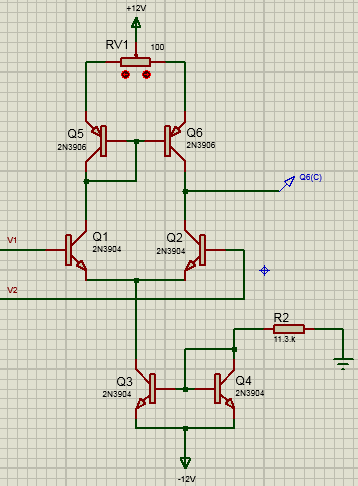 +12V
RV1
100
Q5
2N3906
Q6
2N3906
Q6(C)
V1
Q1
2N3904
Q2
2N3904
V2
R2
11.3.k
Q3
2N3904
Q4
2N3904
-12V